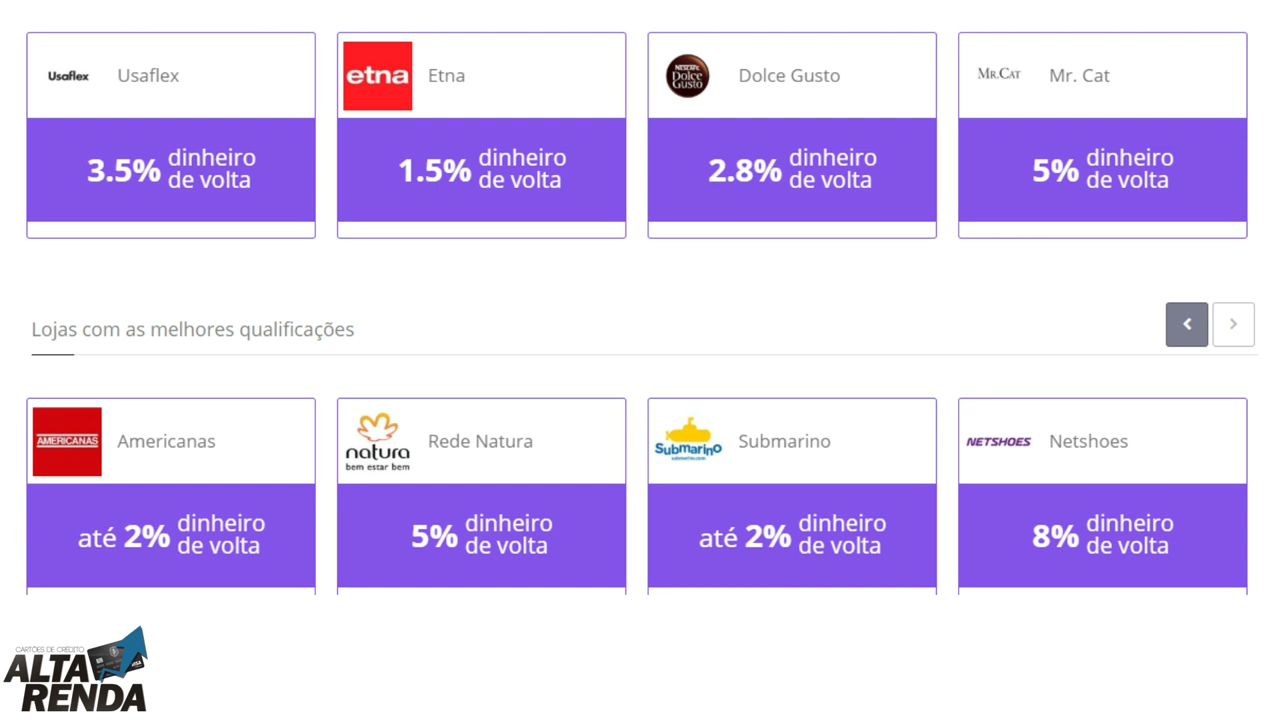 Usaflex Usaflex
etna Etna
NESCAFÉ Dolce Gusto Dolce Gusto
MR.CAT Mr. Cat
3.5% dinheiro de volta
1.5% dinheiro de volta
2.8% dinheiro de volta
5% dinheiro de volta
Lojas com as melhores qualificações
AMERICANAS Americanas
natura bem estar bem Rede Natura
Submarino submarino.com Submarino
NETSHOES Netshoes
até 2% dinheiro de volta
5% dinheiro de volta
até 2% dinheiro de volta
8% dinheiro de volta
CARTÕES DE CRÉDITO
ALTA
VISA
RENDA